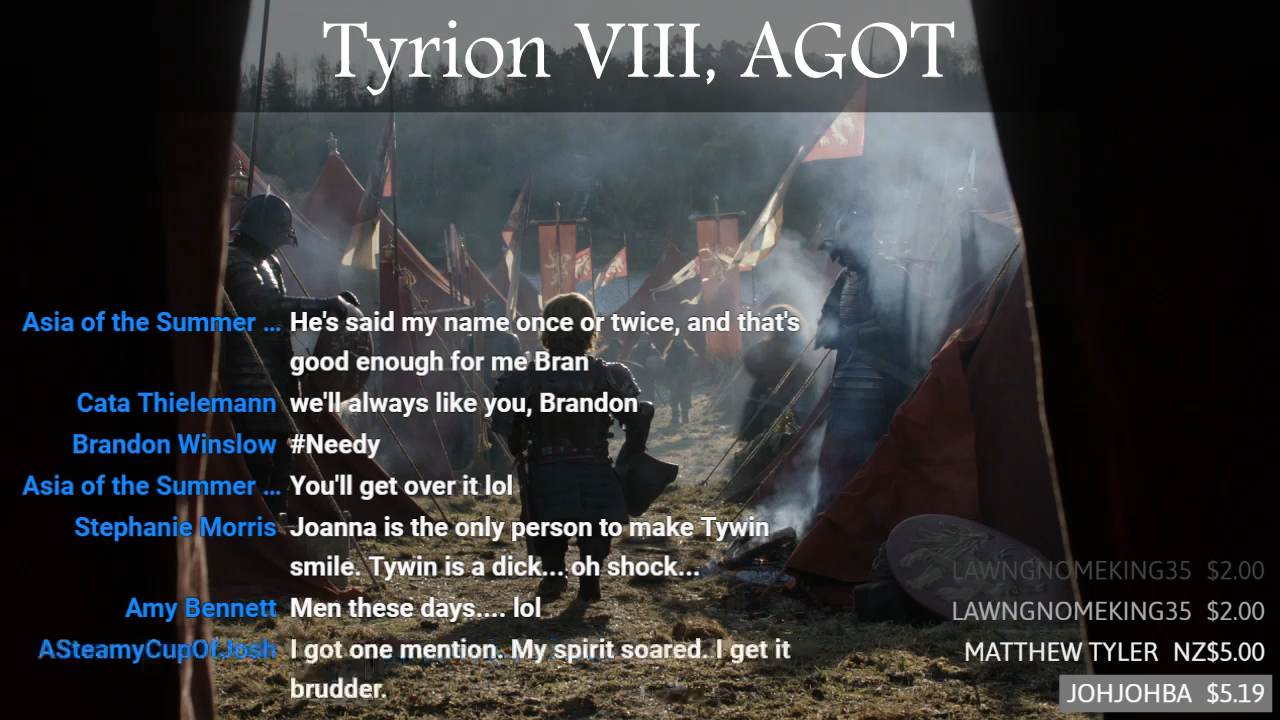 Tyrion VIII, AGOT
Asia of the Summer ... He's said my name once or twice, and that's
good enough for me Bran
Cata Thielemann we'll always like you, Brandon
Brandon Winslow #Needy
Asia of the Summer ... You'll get over it lol
Stephanie Morris Joanna is the only person to make Tywin
smile. Tywin is a dick... oh shock...
Amy Bennett Men these days.... lol
ASteamyCupOfJosh I got one mention. My spirit soared. I get it
brudder.
LAWNGNOMEKING35 $2.00
LAWNGNOMEKING35 $2.00
MATTHEW TYLER NZ$5.00
JOHJOHBA $5.19